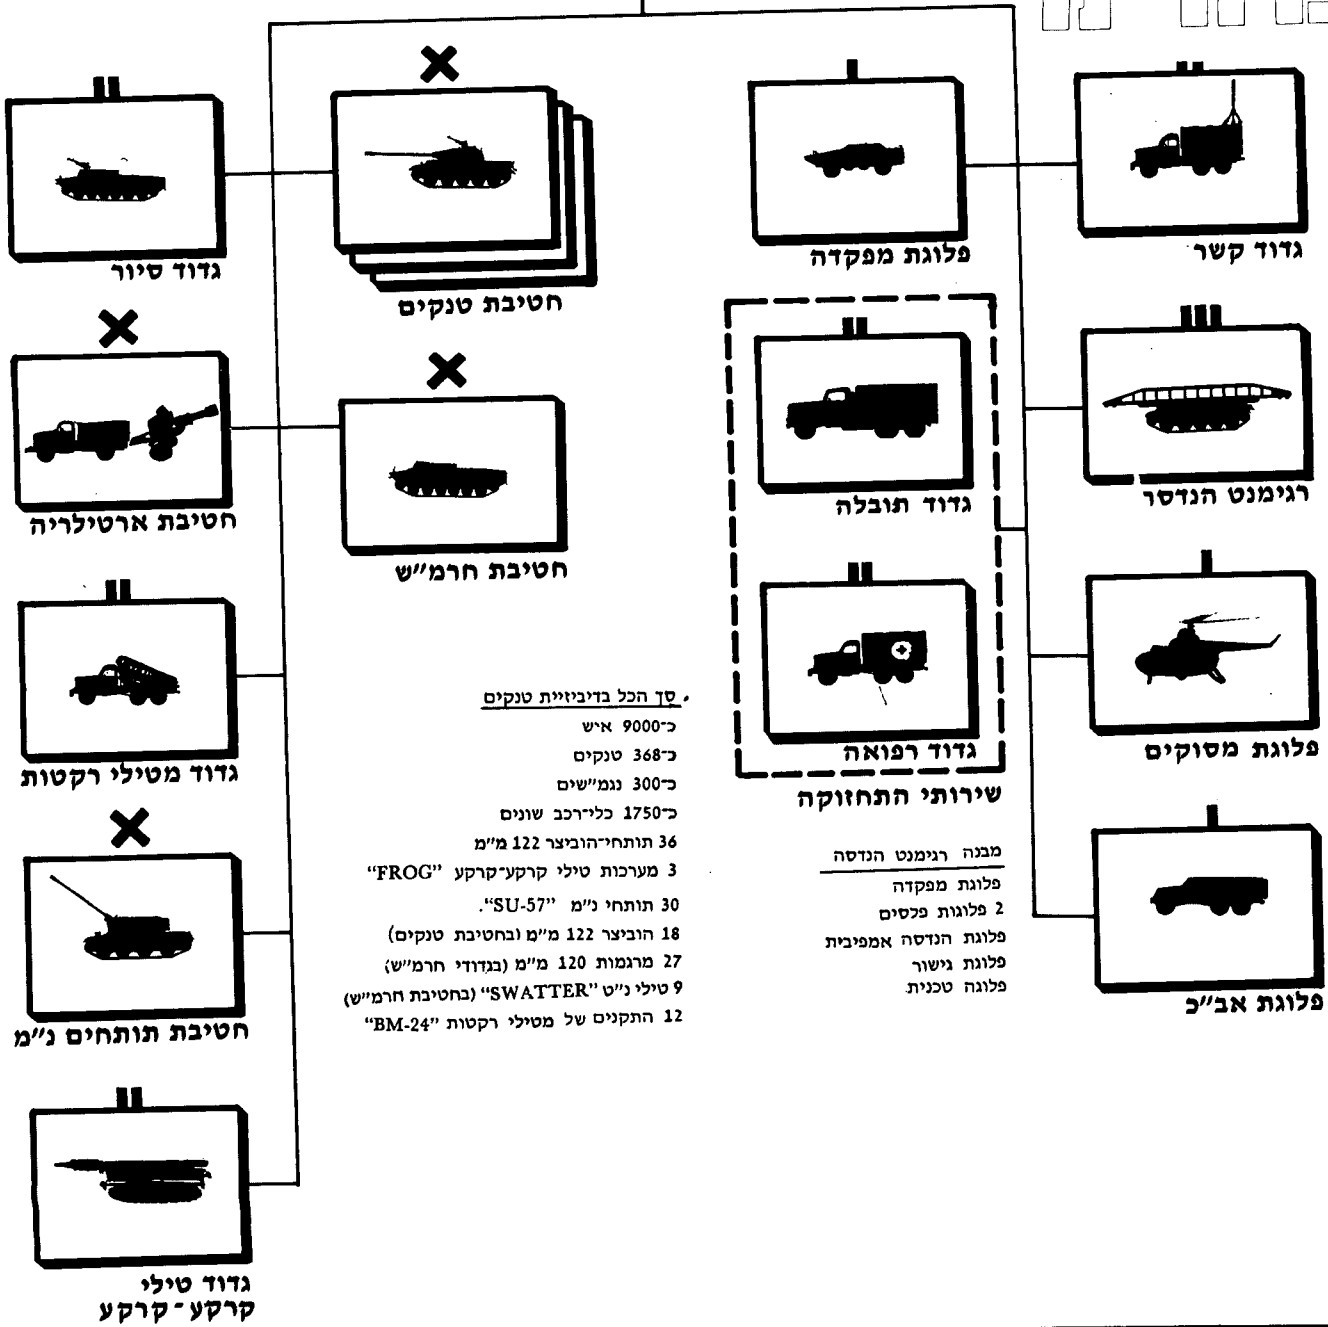 גדוד קשר
פלוגת מפקדה
חטיבת טנקים
גדוד סיור
רגימנט הנדסה
גדוד תובלה
חטיבת חרמ"ש
חטיבת ארטילריה
פלוגת מסוקים
גדוד רפואה
שירותי התחזוקה
גדוד מטילי רקטות
פלוגת אב"כ
חטיבת תותחים נ"מ
גדוד טילי
קרקע-קרקע
סך הכל בדיביזיית טנקים
כ-9000 איש
כ-368 טנקים
כ-300 נגמ"שים
כ-1750 כלי-רכב שונים
36 תותחי-הוביצר 122 מ"מ
3 מערכות טילי קרקע-קרקע "FROG"
30 תותחי נ"מ "SU-57".
18 הוביצר 122 מ"מ (בחטיבת טנקים)
27 מרגמות 120 מ"מ (בגדודי חרמ"ש)
9 טילי נ"ט "SWATTER" (בחטיבת חרמ"ש)
12 התקנים של מטילי רקטות "BM-24"
מבנה רגימנט הנדסה
פלוגת מפקדה
2 פלוגות פלסים
פלוגת הנדסה אמפיבית
פלוגת גישור
פלוגה טכנית